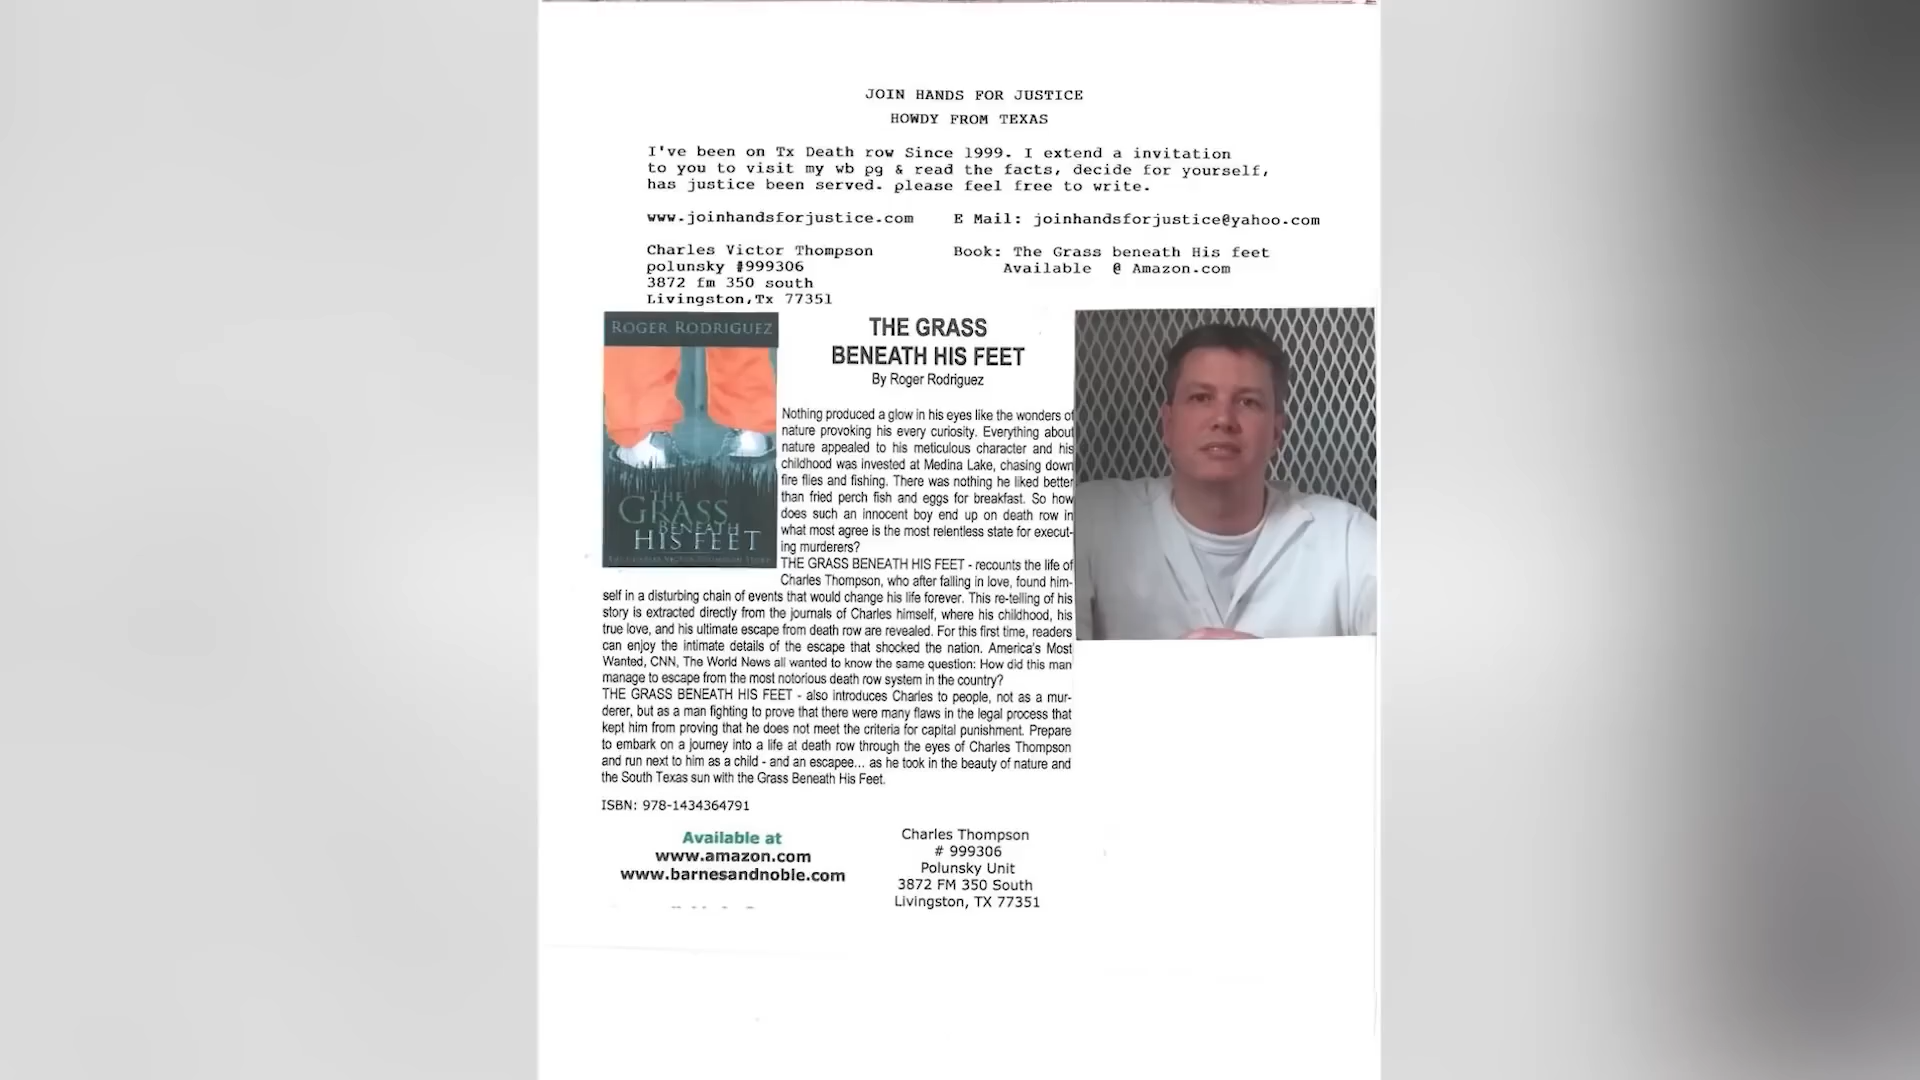 JOIN HANDS FOR JUSTICE
HOWDY FROM TEXAS
I've been on Tx Death row Since 1999. I extend a invitation
to you to visit my wb pg & read the facts, decide for yourself,
has justice been served. please feel free to write.
www.joinhandsforjustice.com E Mail: joinhandsforjustice@yahoo.com
Charles Victor Thompson
polunsky #999306
3872 fm 350 south
Livingston,Tx 77351
Book: The Grass beneath His feet
Available @ Amazon.com
ROGER RODRIGUEZ
THE
GRASS
BENEATH
HIS FEET
THE GRASS
BENEATH HIS FEET
By Roger Rodriguez
Nothing produced a glow in his eyes like the wonders of
nature provoking his every curiosity. Everything about
nature appealed to his meticulous character and his
childhood was invested at Medina Lake, chasing down
fire flies and fishing. There was nothing he liked better
than fried perch fish and eggs for breakfast. So how
does such an innocent boy end up on death row in
what most agree is the most relentless state for execut-
ing murderers?
THE GRASS BENEATH HIS FEET - recounts the life of
Charles Thompson, who after falling in love, found him-
self in a disturbing chain of events that would change his life forever. This re-telling of his
story is extracted directly from the journals of Charles himself, where his childhood, his
true love, and his ultimate escape from death row are revealed. For this first time, readers
can enjoy the intimate details of the escape that shocked the nation. America's Most
Wanted, CNN, The World News all wanted to know the same question: How did this man
manage to escape from the most notorious death row system in the country?
THE GRASS BENEATH HIS FEET - also introduces Charles to people, not as a mur-
derer, but as a man fighting to prove that there were many flaws in the legal process that
kept him from proving that he does not meet the criteria for capital punishment. Prepare
to embark on a journey into a life at death row through the eyes of Charles Thompson
and run next to him as a child - and an escapee... as he took in the beauty of nature and
the South Texas sun with the Grass Beneath His Feet.
ISBN: 978-1434364791
Available at
www.amazon.com
www.barnesandnoble.com
Charles Thompson
# 999306
Polunsky Unit
3872 FM 350 South
Livingston, TX 77351